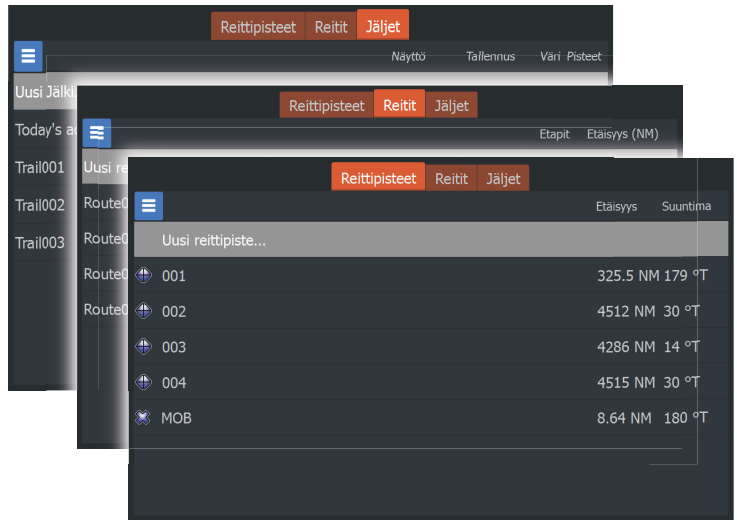 Reittipisteet Reitit Jäljet
Näyttö Tallennus Väri Pisteet
Uusi Jälki
Today's a
Trail001
Trail002
Trail003
Reittipisteet Reitit Jäljet
Etapit Etäisyys (NM)
Uusi re
Route0
Route0
Route0
Route0
Reittipisteet Reitit Jäljet
Etäisyys Suuntima
Uusi reittipiste...
001 325.5 NM 179 °T
002 4512 NM 30 °T
003 4286 NM 14 °T
004 4515 NM 30 °T
MOB 8.64 NM 180 °T